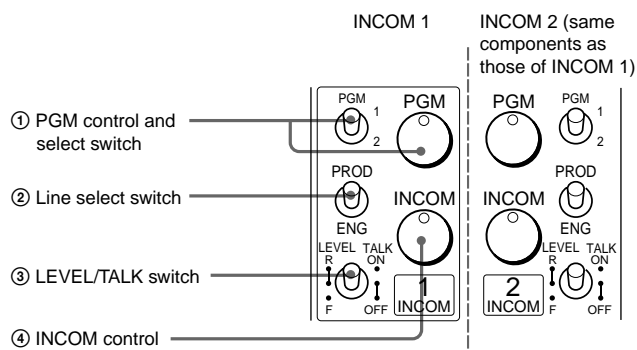 INCOM 1
INCOM 2 (same
components as
those of INCOM 1)
① PGM control and
select switch
② Line select switch
③ LEVEL/TALK switch
④ INCOM control
PGM
1
2
PGM
PROD
ENG
INCOM
LEVEL
R
F
TALK
ON
OFF
1
INCOM
PGM
PGM
1
2
INCOM
PROD
ENG
2
INCOM
LEVEL
R
F
TALK
ON
OFF